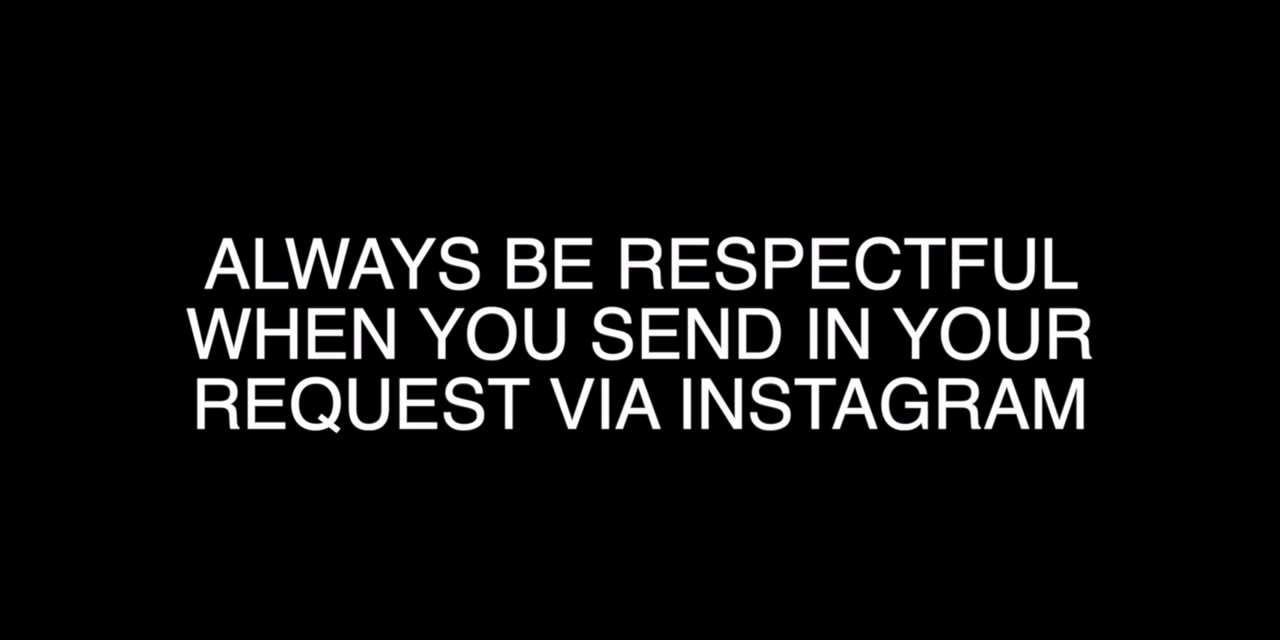 ALWAYS BE RESPECTFUL
WHEN YOU SEND IN YOUR
REQUEST VIA INSTAGRAM